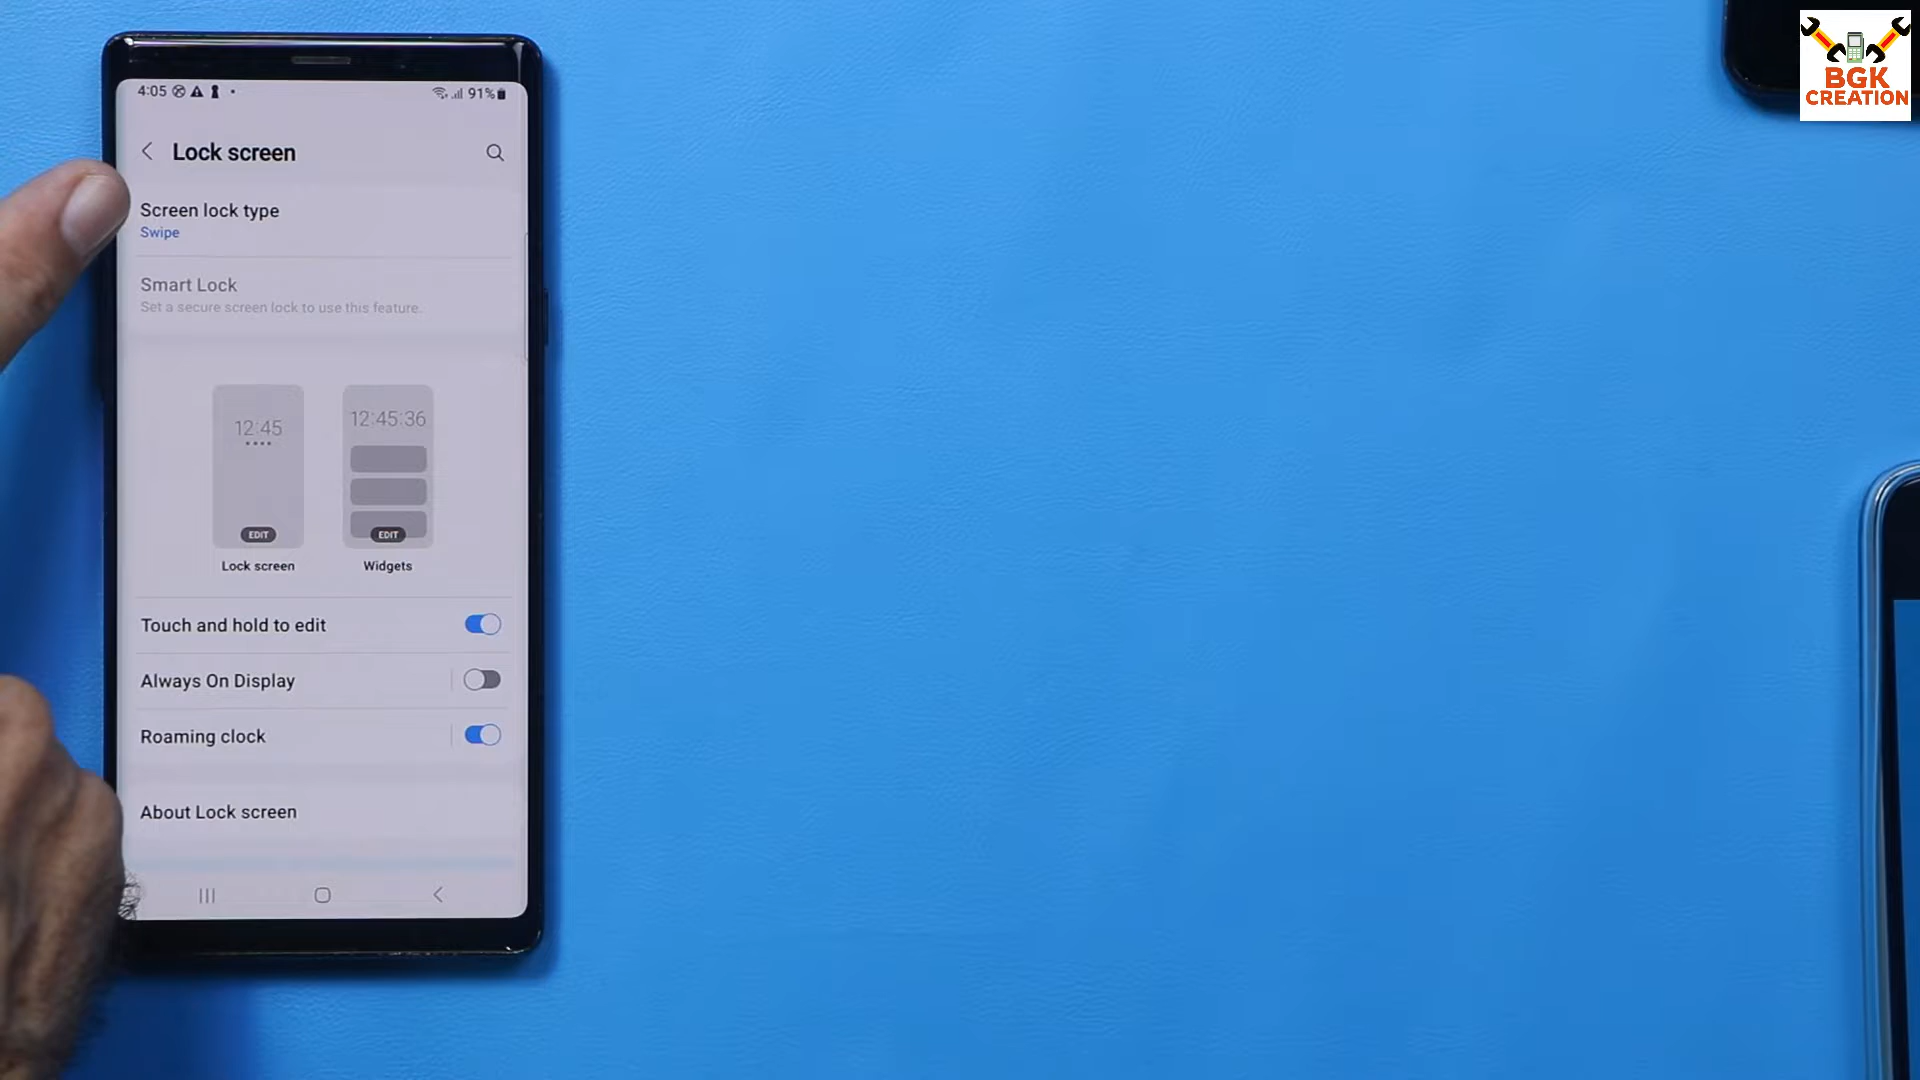 4:05
91%
Lock screen
Screen lock type
Swipe
Smart Lock
Set a secure screen lock to use this feature.
12:45
12:45:36
EDIT
EDIT
Lock screen
Widgets
Touch and hold to edit
Always On Display
Roaming clock
About Lock screen
BGK
CREATION